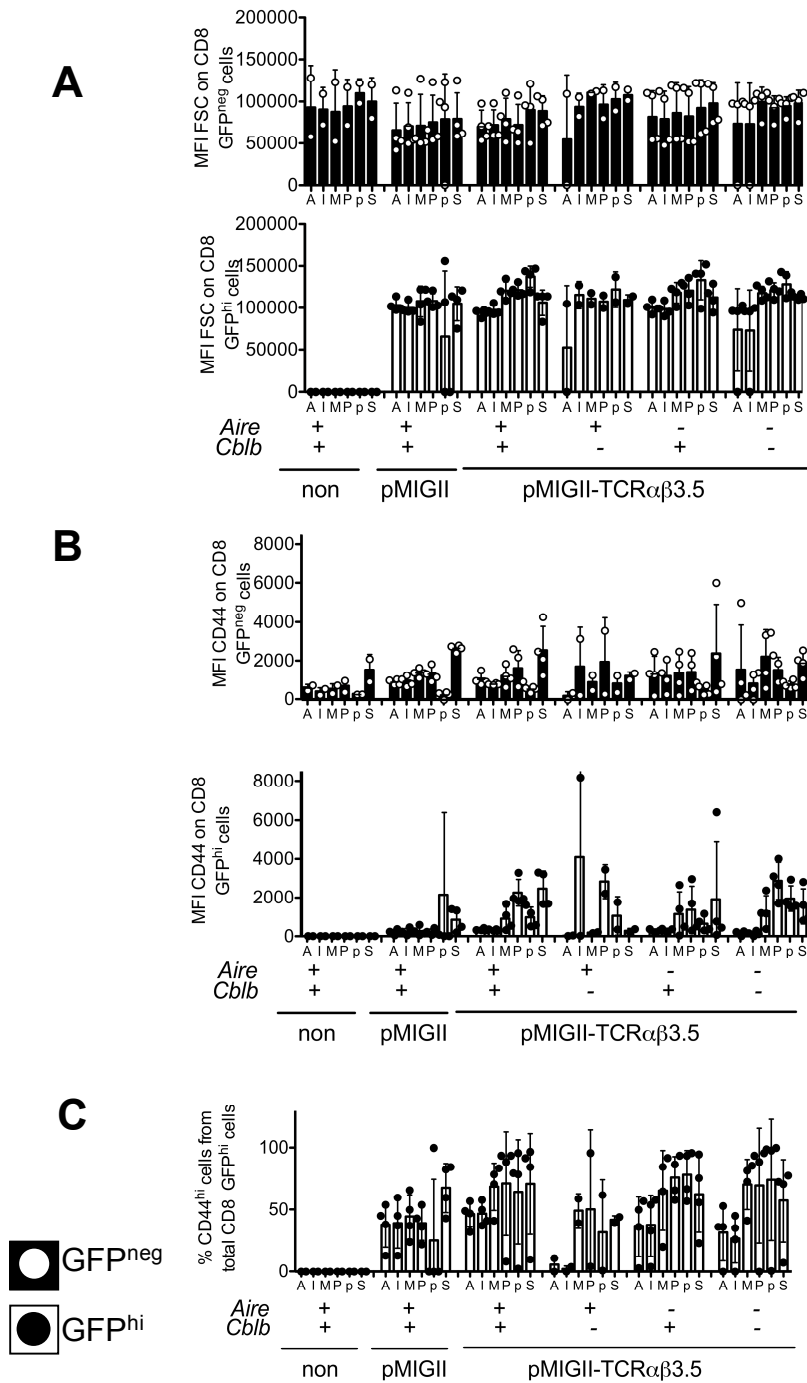 A
MFI FSC on CD8
GFPneg cells
200000
150000
100000
50000
0
A I M P p S A I M P p S A I M P p S A I M P p S A I M P p S A I M P p S
MFI FSC on CD8
GFPhi cells
200000
150000
100000
50000
0
A I M P p S A I M P p S A I M P p S A I M P p S A I M P p S A I M P p S
Aire + + + + - -
Cblb + + + - + -
non pMIGII pMIGII-TCRαβ3.5
B
MFI CD44 on CD8
GFPneg cells
8000
6000
4000
2000
0
A I M P p S A I M P p S A I M P p S A I M P p S A I M P p S A I M P p S
MFI CD44 on CD8
GFPhi cells
8000
6000
4000
2000
0
A I M P p S A I M P p S A I M P p S A I M P p S A I M P p S A I M P p S
Aire + + + + - -
Cblb + + + - + -
non pMIGII pMIGII-TCRαβ3.5
C
% CD44hi cells from
total CD8 GFPhi cells
100
50
0
A I M P p S A I M P p S A I M P p S A I M P p S A I M P p S A I M P p S
Aire + + + + - -
Cblb + + + - + -
non pMIGII pMIGII-TCRαβ3.5
GFPneg
GFPhi